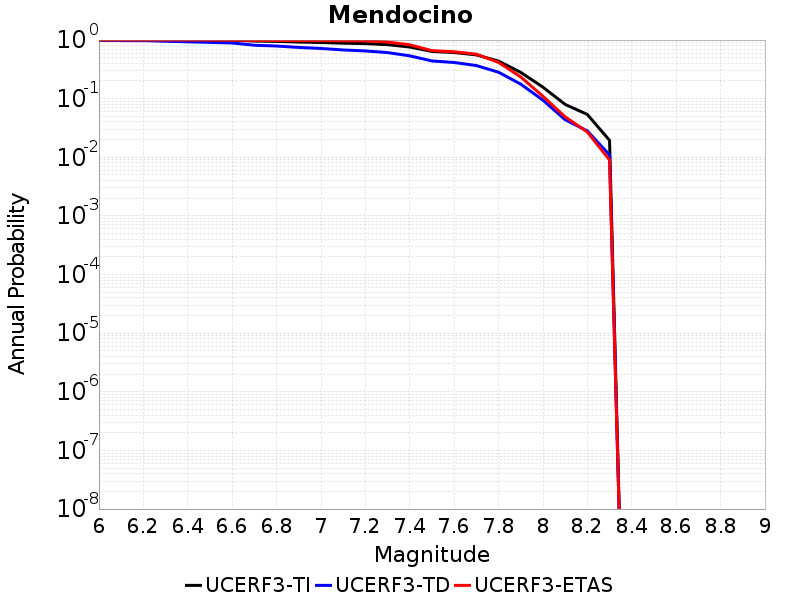 Mendocino
Annual Probability
10^0
10^-1
10^-2
10^-3
10^-4
10^-5
10^-6
10^-7
10^-8
6 6.2 6.4 6.6 6.8 7 7.2 7.4 7.6 7.8 8 8.2 8.4 8.6 8.8 9
Magnitude
UCERF3-TI UCERF3-TD UCERF3-ETAS